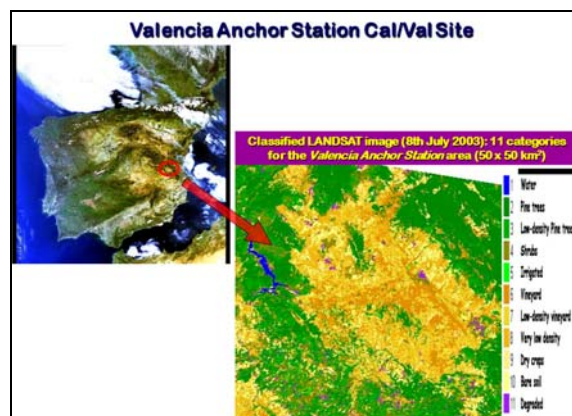 Valencia Anchor Station Cal/Val Site
Classified LANDSAT image (8th July 2003): 11 categories
for the Valencia Anchor Station area (50 x 50 km²)
1 Water
2 Pine trees
3 Low-density Pine tree
4 Shrubs
5 Irrigated
6 Vineyard
7 Low-density vineyard
8 Very low density
9 Dry crops
10 Bare soil
11 Degraded